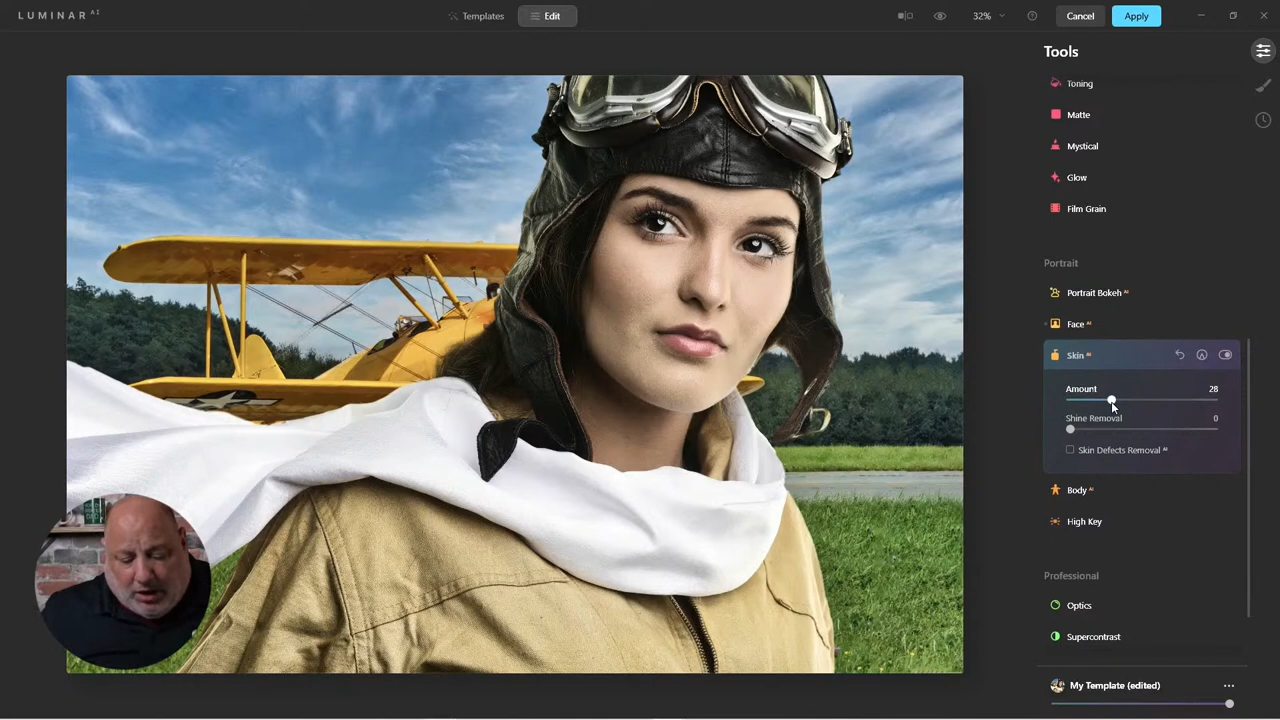 LUMINAR AI
Templates
Edit
32%
Cancel
Apply
Tools
Toning
Matte
Mystical
Glow
Film Grain
Portrait
Portrait Bokeh AI
Face AI
Skin AI
Amount 28
Shine Removal 0
Skin Defects Removal AI
Body AI
High Key
Professional
Optics
Supercontrast
My Template (edited)